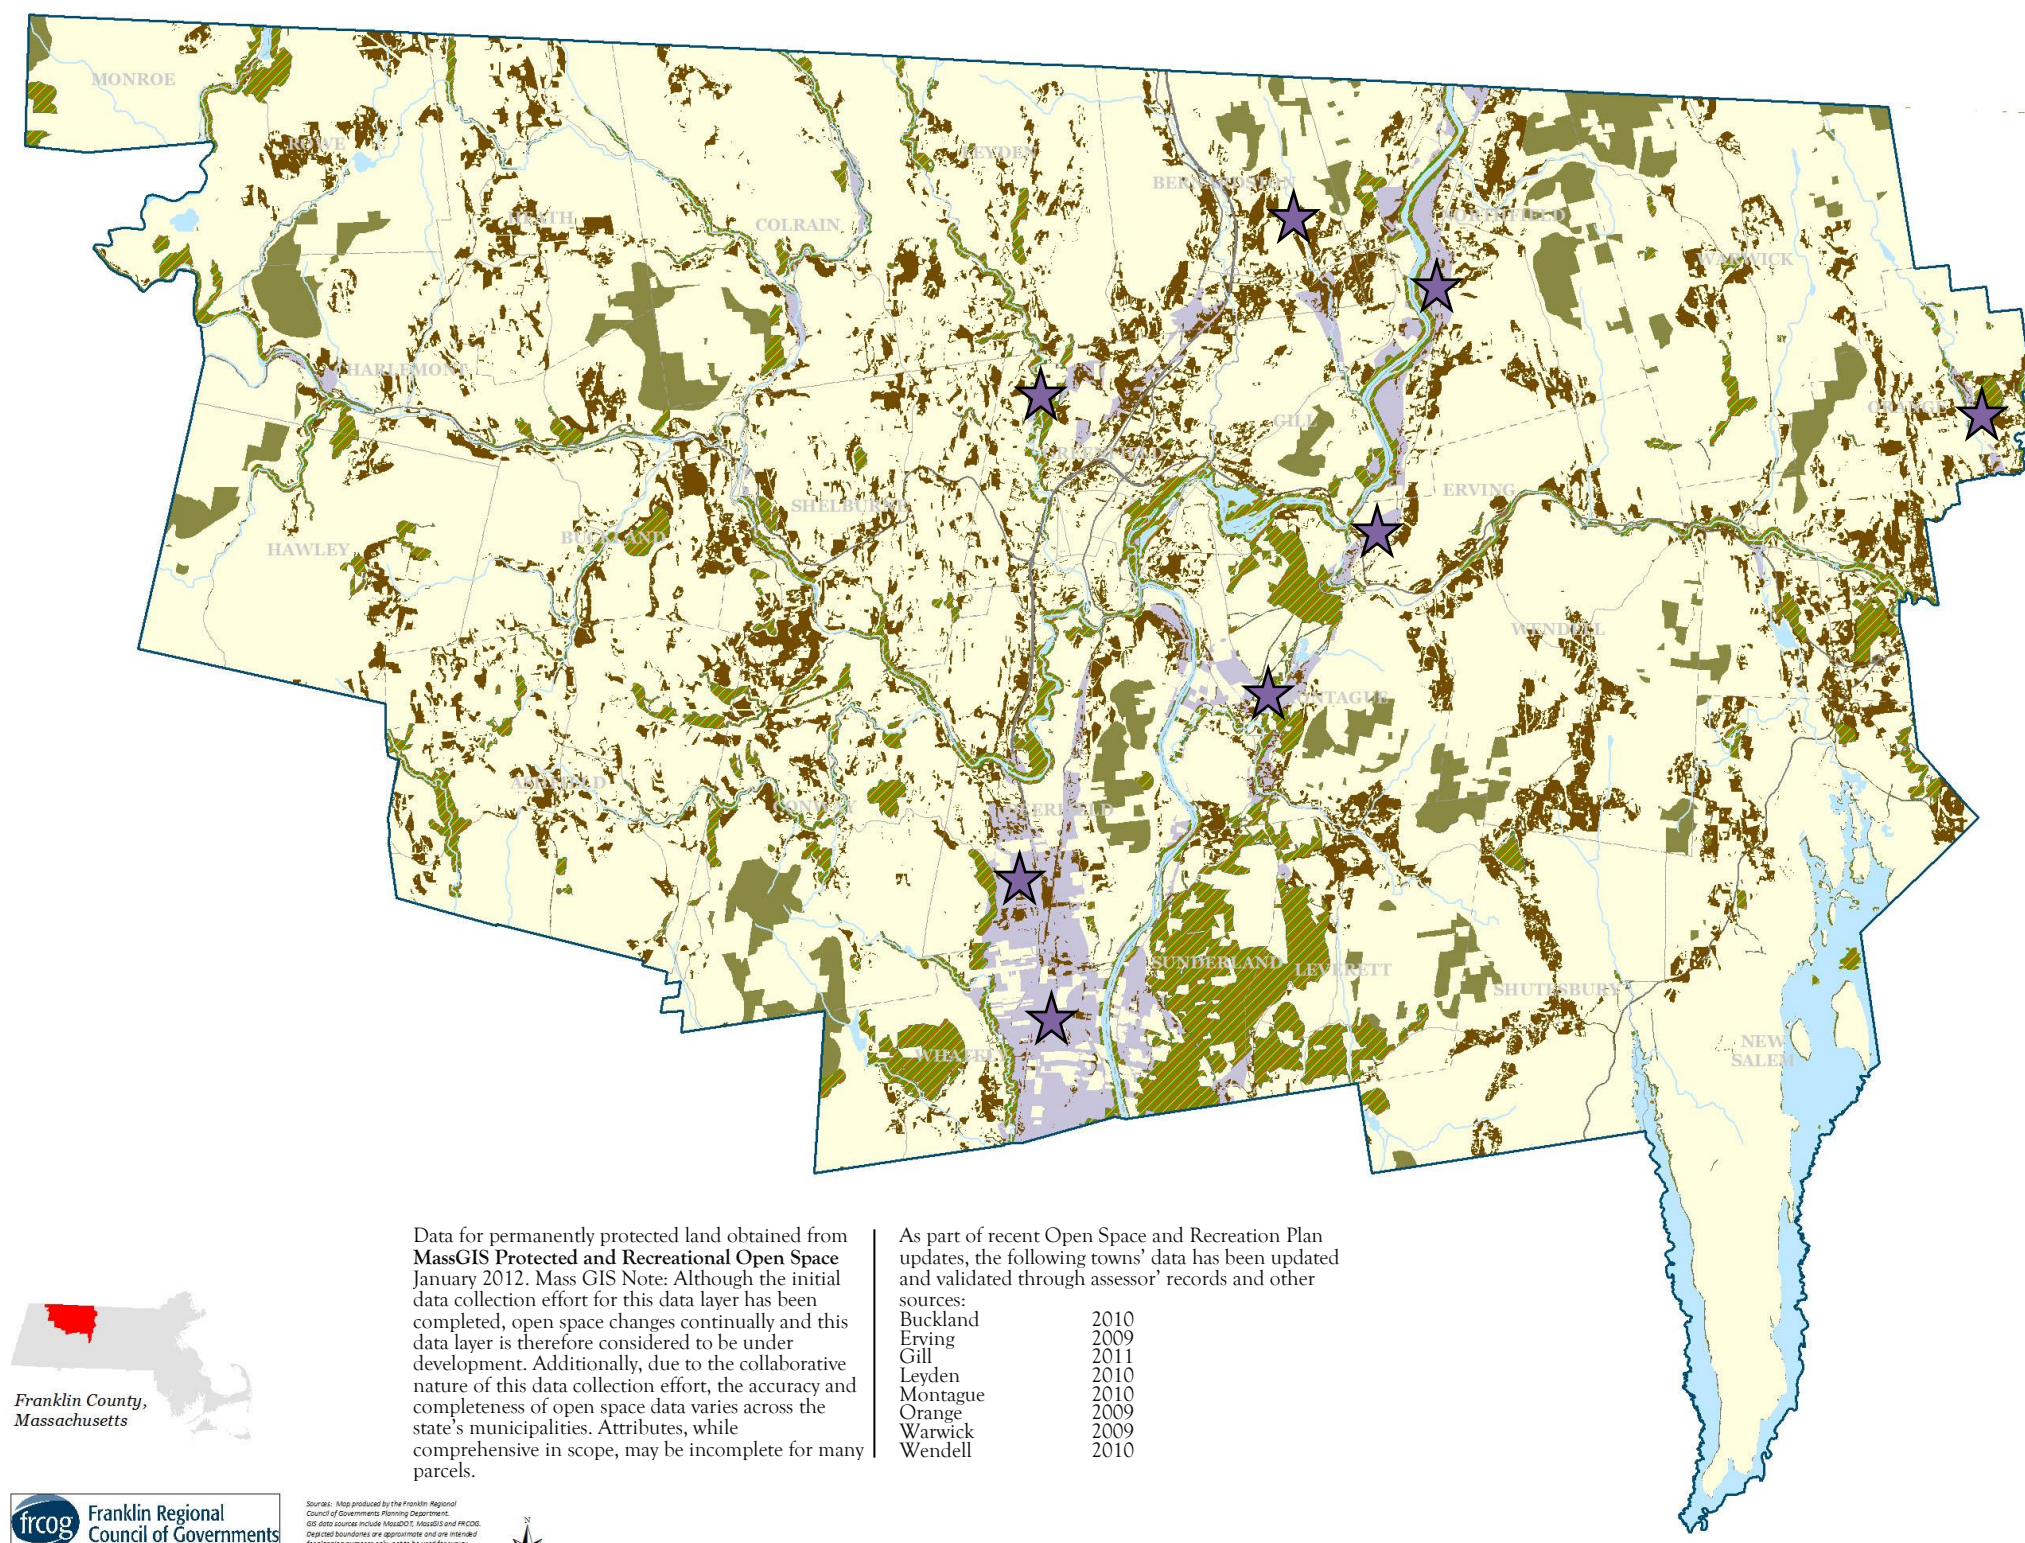 MONROE
ROWE
HEATH
COLRAIN
LEYDEN
BERNARDSTON
NORTHFIELD
WARWICK
CHARLEMONT
GILL
ORANGE
GREENFIELD
SHELBURNE
ERVING
HAWLEY
BUCKLAND
WENDELL
MONTAGUE
ASHFIELD
CONWAY
DEERFIELD
SUNDERLAND
LEVERETT
SHUTESBURY
WHATELY
NEW
SALEM
Data for permanently protected land obtained from
MassGIS Protected and Recreational Open Space
January 2012. Mass GIS Note: Although the initial
data collection effort for this data layer has been
completed, open space changes continually and this
data layer is therefore considered to be under
development. Additionally, due to the collaborative
nature of this data collection effort, the accuracy and
completeness of open space data varies across the
state's municipalities. Attributes, while
comprehensive in scope, may be incomplete for many
parcels.
As part of recent Open Space and Recreation Plan
updates, the following towns' data has been updated
and validated through assessor' records and other
sources:
Buckland 2010
Erving 2009
Gill 2011
Leyden 2010
Montague 2010
Orange 2009
Warwick 2009
Wendell 2010
Franklin County,
Massachusetts
frcog
Franklin Regional
Council of Governments
Sources: Map produced by the Franklin Regional
Council of Governments Planning Department.
GIS data sources include MassDOT, MassGIS and FRCOG.
Depicted boundaries are approximate and are intended
N